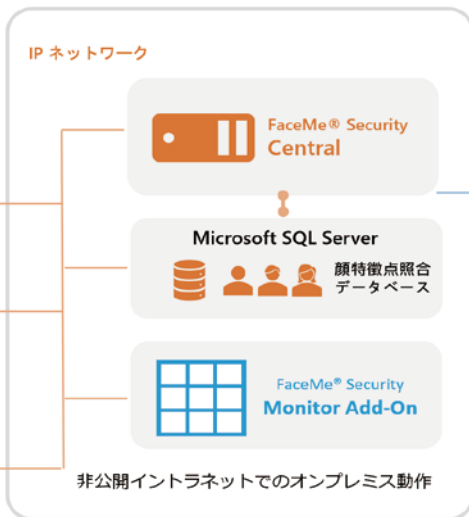 IP ネットワーク
FaceMe® Security
Central
Microsoft SQL Server
顔特徴点照合
データベース
FaceMe® Security
Monitor Add-On
非公開イントラネットでのオンプレミス動作